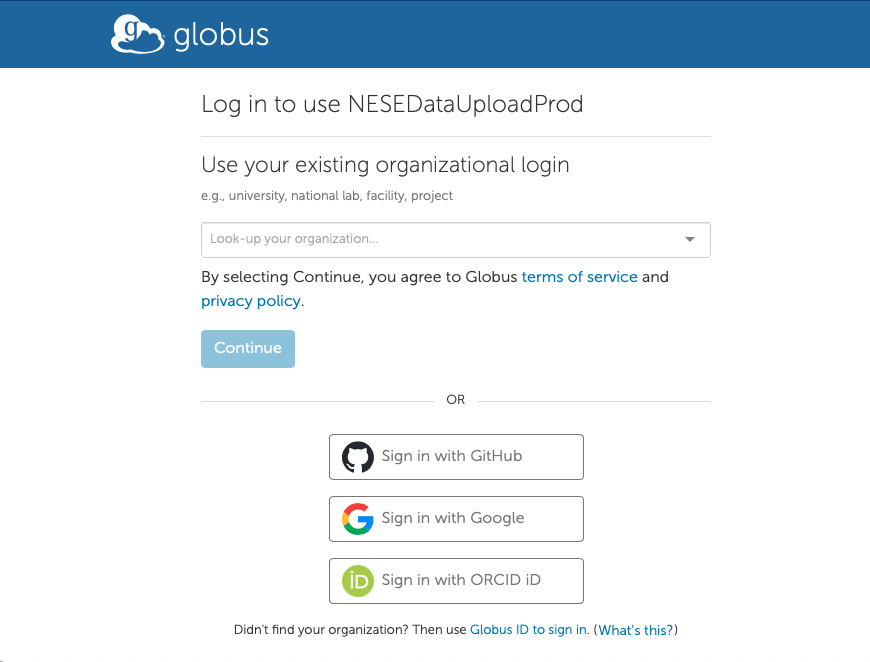 globus
Log in to use NESEDataUploadProd
Use your existing organizational login
e.g., university, national lab, facility, project
Look-up your organization...
By selecting Continue, you agree to Globus terms of service and
privacy policy.
Continue
OR
Sign in with GitHub
Sign in with Google
iD Sign in with ORCID iD
Didn't find your organization? Then use Globus ID to sign in. (What's this?)